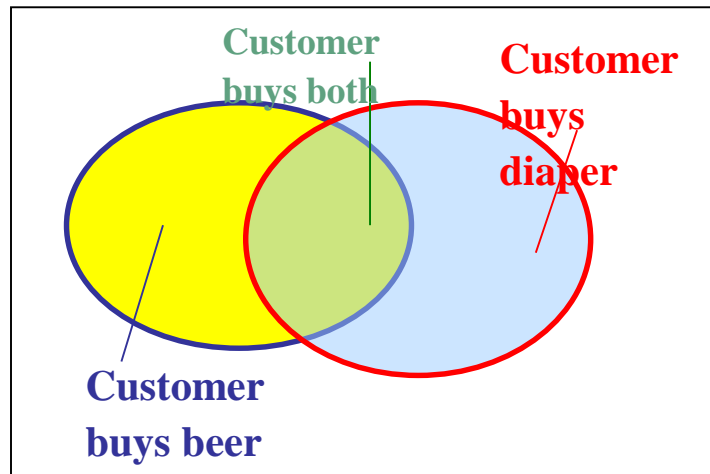 Customer
buys both
Customer
buys
diaper
Customer
buys beer